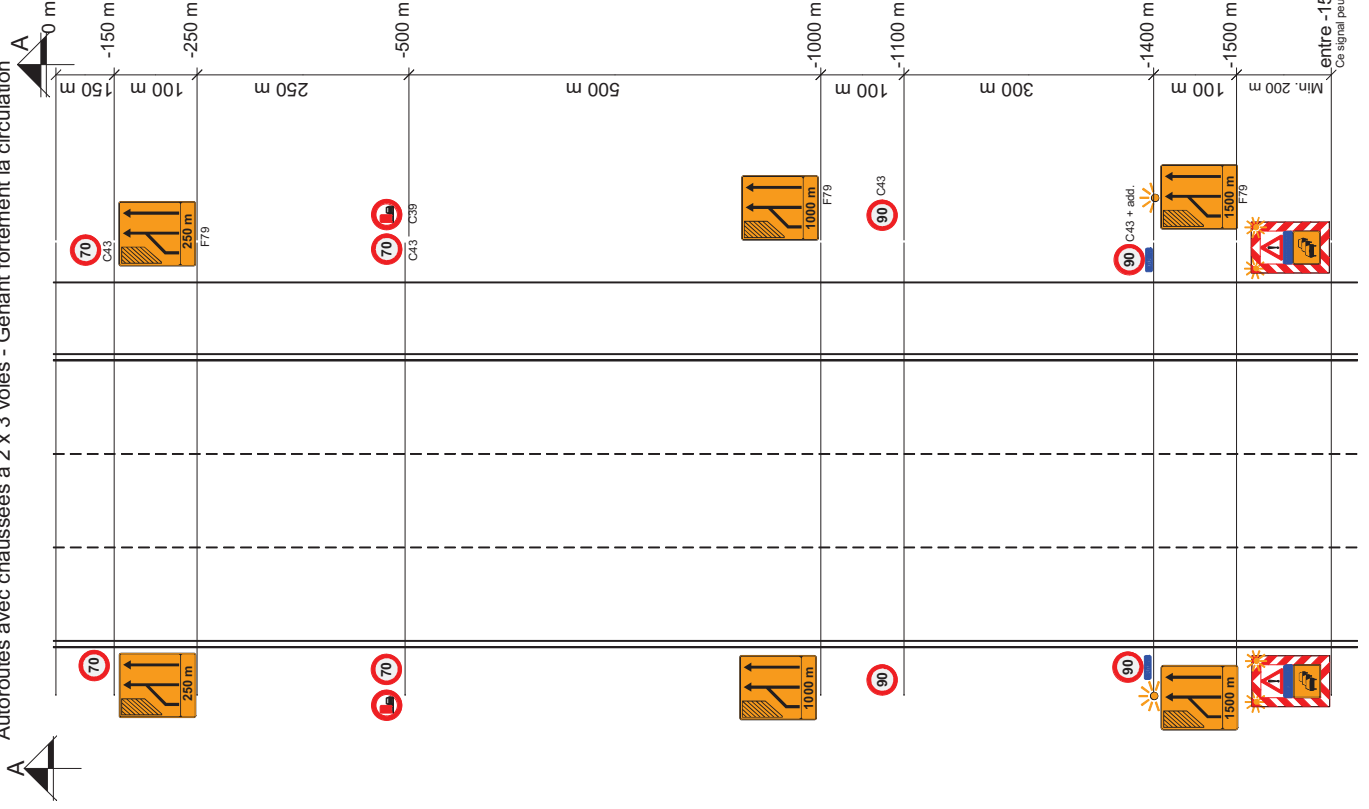 Autoroutes avec chaussées à 2 x 3 voies - Gênant fortement la circulation
A
A
0 m
150 m
-150 m
70
C43
70
100 m
250 m
250 m
-250 m
F79
250 m
70
70
C43
C39
-500 m
500 m
1000 m
1000 m
F79
-1000 m
100 m
90
90
C43
-1100 m
300 m
90
90
C43 + add.
-1400 m
100 m
1500 m
1500 m
F79
-1500 m
Min. 200 m
entre
Ce signal